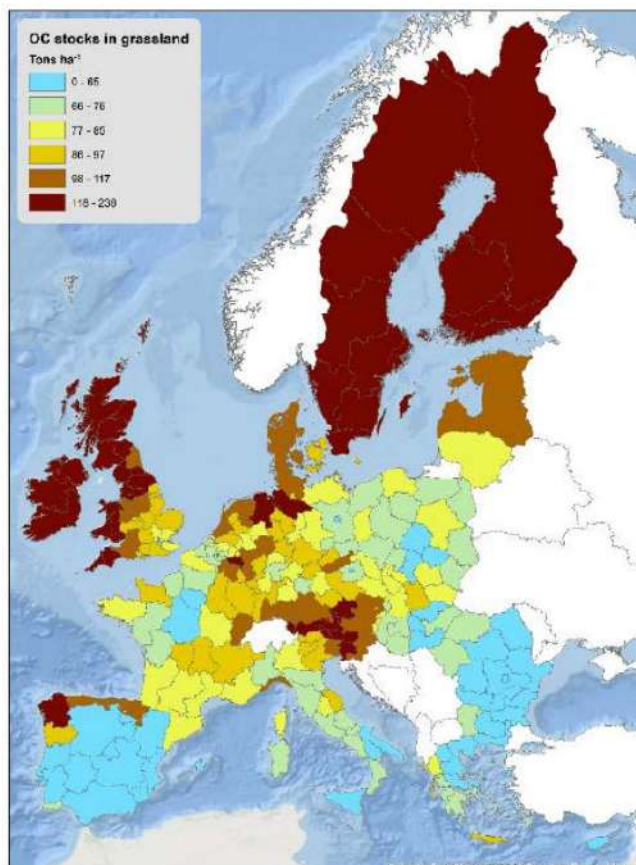 OC stocks in grassland
Tons ha⁻¹
0 - 65
66 - 76
77 - 85
86 - 97
98 - 117
118 - 238